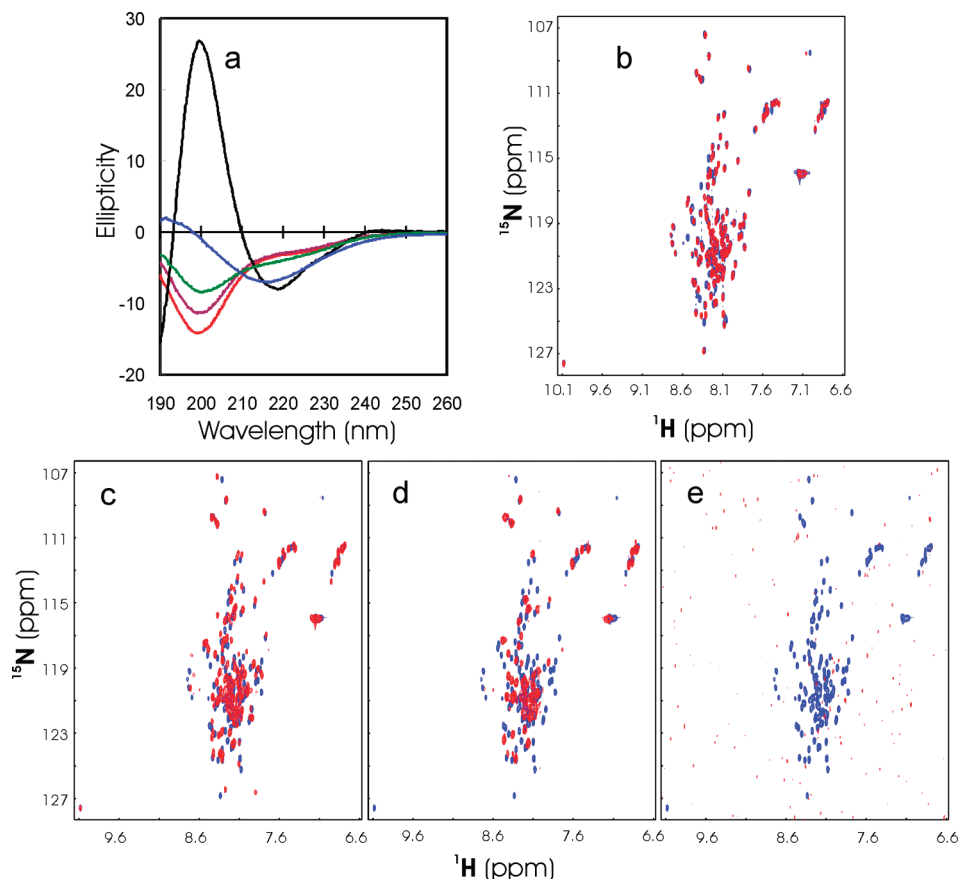 a
30
20
10
0
-10
-20
Ellipticity
190 200 210 220 230 240 250 260
Wavelength (nm)
b
107
111
115
119
123
127
15N (ppm)
10.1 9.6 9.1 8.6 8.1 7.6 7.1 6.6
1H (ppm)
c
d
e
107
111
115
119
123
127
15N (ppm)
9.6 8.6 7.6 6.6
9.6 8.6 7.6 6.6
9.6 8.6 7.6 6.6
1H (ppm)